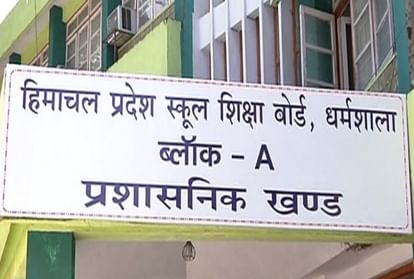 हिमाचल प्रदेश स्कूल शिक्षा बोर्ड, धर्मशाला
ब्लॉक - A
प्रशासनिक खण्ड